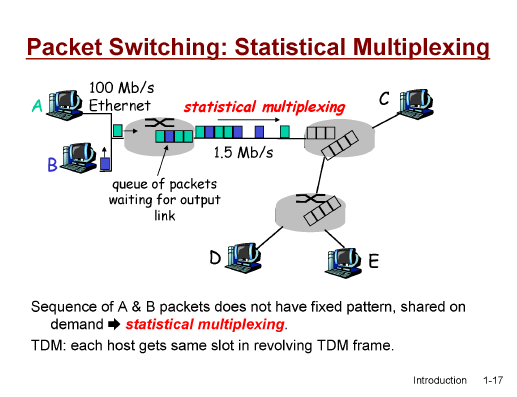 Packet Switching: Statistical Multiplexing
100 Mb/s
Ethernet
A
statistical multiplexing
C
B
1.5 Mb/s
queue of packets
waiting for output
link
D
E
Sequence of A & B packets does not have fixed pattern, shared on
demand ➨ statistical multiplexing.
TDM: each host gets same slot in revolving TDM frame.
Introduction 1-17